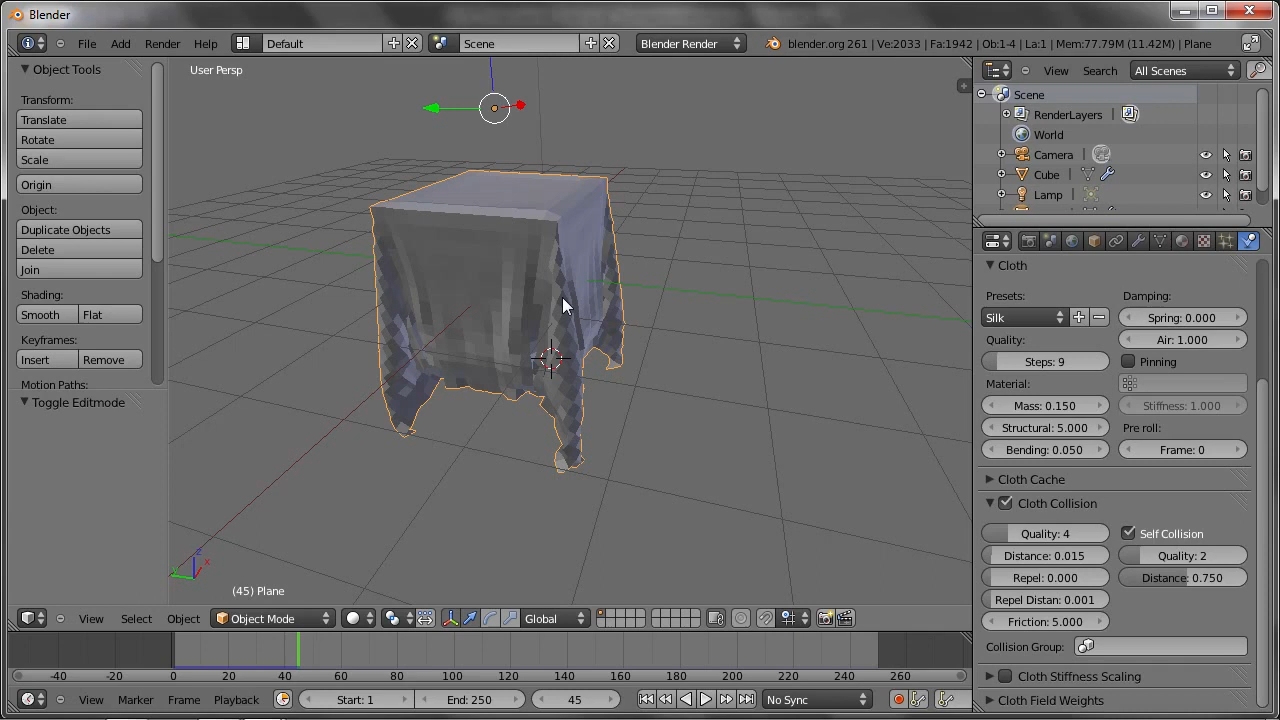 Blender
File Add Render Help Default Scene Blender Render blender.org 261 | Ve:2033 | Fa:1942 | Ob:1-4 | La:1 | Mem:77.79M (11.42M) | Plane
Object Tools
Transform:
Translate
Rotate
Scale
Origin
Object:
Duplicate Objects
Delete
Join
Shading:
Smooth Flat
Keyframes:
Insert Remove
Motion Paths:
Toggle Editmode
User Persp
z
x
(45) Plane
View Select Object Object Mode Global
-40 -20 0 20 40 60 80 100 120 140 160 180 200 220 240 260
View Marker Frame Playback Start: 1 End: 250 45 No Sync
View Search All Scenes
Scene
RenderLayers |
World
Camera |
Cube |
Lamp |
Cloth
Presets:
Silk
Damping:
Spring: 0.000
Air: 1.000
Quality:
Steps: 9
Pinning
Material:
Mass: 0.150
Stiffness: 1.000
Structural: 5.000
Pre roll:
Bending: 0.050
Frame: 0
Cloth Cache
Cloth Collision
Quality: 4
Self Collision
Distance: 0.015
Quality: 2
Repel: 0.000
Distance: 0.750
Repel Distan: 0.001
Friction: 5.000
Collision Group:
Cloth Stiffness Scaling
Cloth Field Weights